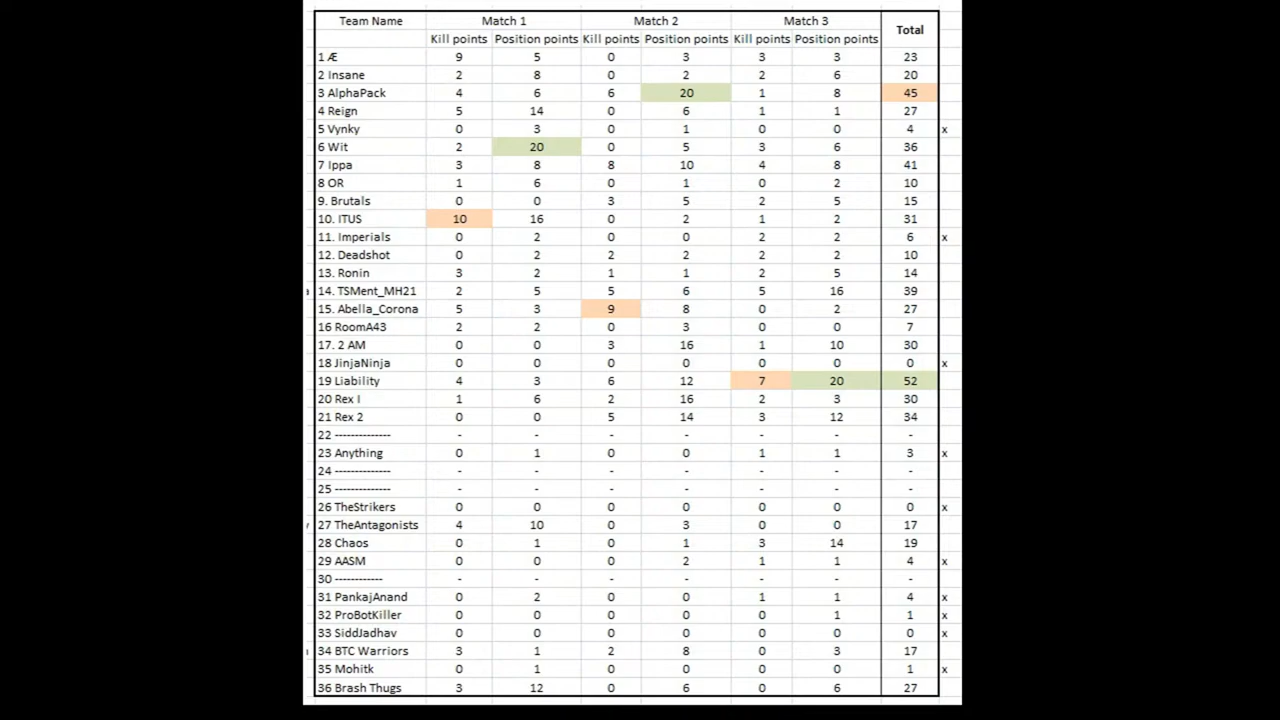 Team Name Match 1 Match 2 Match 3 Total
Kill points Position points Kill points Position points Kill points Position points
1 Æ 9 5 0 3 3 3 23
2 Insane 2 8 0 2 2 6 20
3 AlphaPack 4 6 6 20 1 8 45
4 Reign 5 14 0 6 1 1 27
5 Vynky 0 3 0 1 0 0 4 x
6 Wit 2 20 0 5 3 6 36
7 Ippa 3 8 8 10 4 8 41
8 OR 1 6 0 1 0 2 10
9. Brutals 0 0 3 5 2 5 15
10. ITUS 10 16 0 2 1 2 31
11. Imperials 0 2 0 0 2 2 6 x
12. Deadshot 0 2 2 2 2 2 10
13. Ronin 3 2 1 1 2 5 14
14. TSMent_MH21 2 5 5 6 5 16 39
15. Abella_Corona 5 3 9 8 0 2 27
16 RoomA43 2 2 0 3 0 0 7
17. 2 AM 0 0 3 16 1 10 30
18 JinjaNinja 0 0 0 0 0 0 0 x
19 Liability 4 3 6 12 7 20 52
20 Rex I 1 6 2 16 2 3 30
21 Rex 2 0 0 5 14 3 12 34
22 -------------- - - - - - - -
23 Anything 0 1 0 0 1 1 3 x
24 -------------- - - - - - - -
25 -------------- - - - - - - -
26 TheStrikers 0 0 0 0 0 0 0 x
27 TheAntagonists 4 10 0 3 0 0 17
28 Chaos 0 1 0 1 3 14 19
29 AASM 0 0 0 2 1 1 4 x
30 ------------ - - - - - - -
31 PankajAnand 0 2 0 0 1 1 4 x
32 ProBotKiller 0 0 0 0 0 1 1 x
33 SiddJadhav 0 0 0 0 0 0 0 x
34 BTC Warriors 3 1 2 8 0 3 17
35 Mohitk 0 1 0 0 0 0 1 x
36 Brash Thugs 3 12 0 6 0 6 27